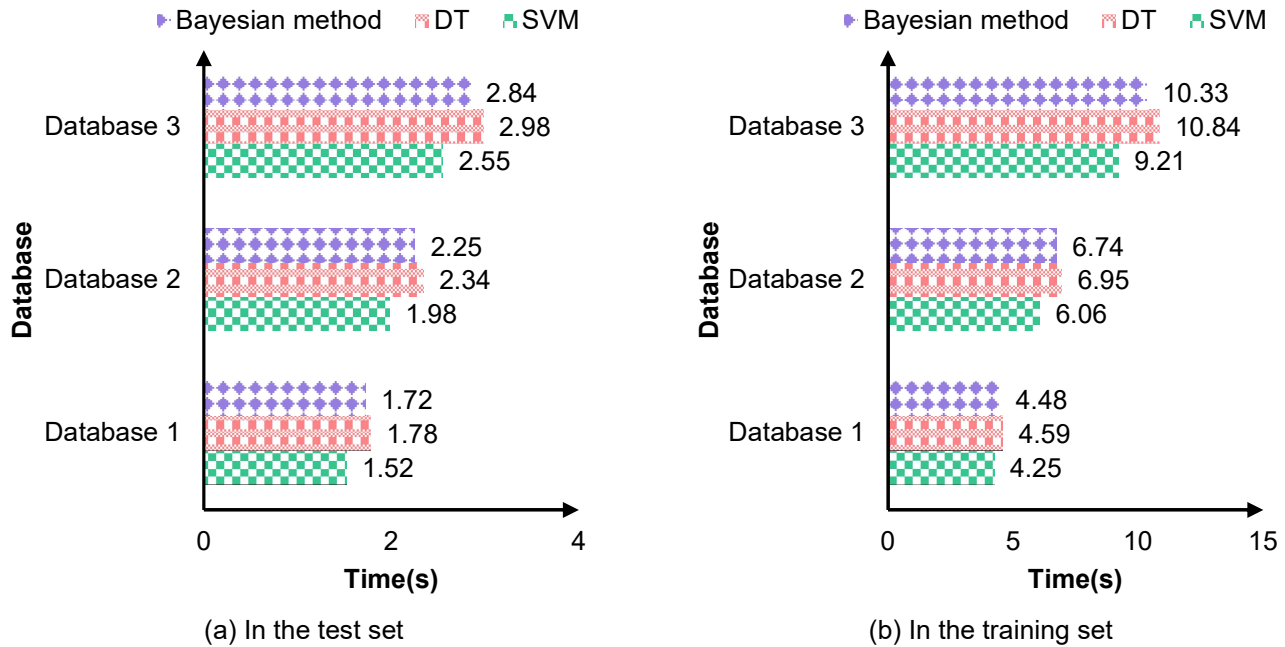 Bayesian method DT SVM
Database 3
2.84
2.98
2.55
Database 2
2.25
2.34
1.98
Database 1
1.72
1.78
1.52
Database
0 2 4
Time(s)
(a) In the test set
Bayesian method DT SVM
Database 3
10.33
10.84
9.21
Database 2
6.74
6.95
6.06
Database 1
4.48
4.59
4.25
Database
0 5 10 15
Time(s)
(b) In the training set